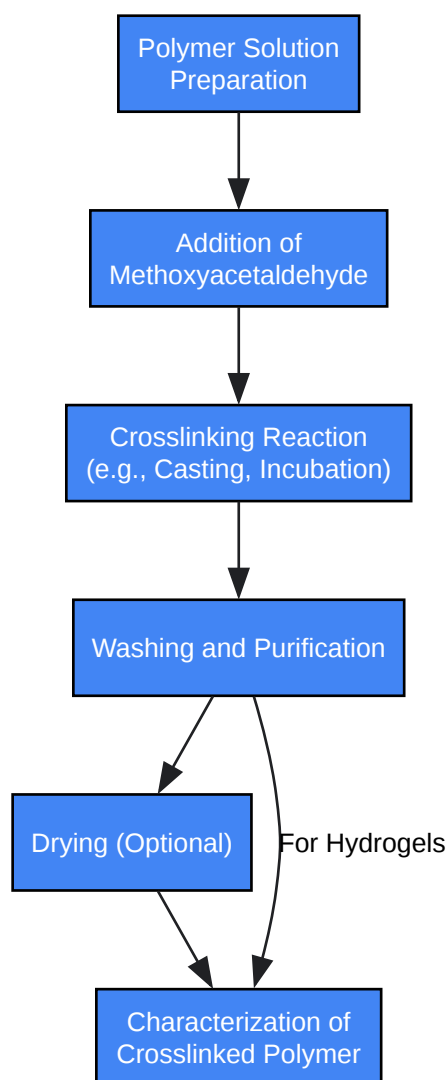 Polymer Solution
Preparation
Addition of
Methoxyacetaldehyde
Crosslinking Reaction
(e.g., Casting, Incubation)
Washing and Purification
Drying (Optional)
For Hydrogels
Characterization of
Crosslinked Polymer